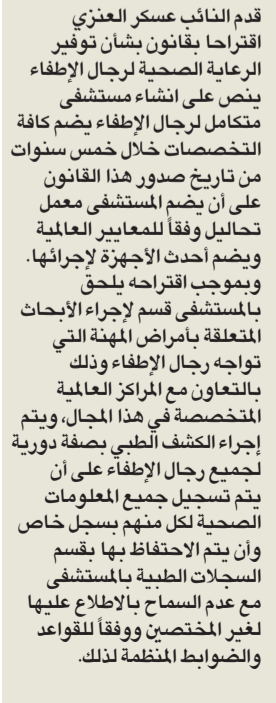 قدم النائب عسكر العنزي
اقتراحا بقانون بشأن توفير
الرعاية الصحية لرجال الإطفاء
ينص على انشاء مستشفى
متكامل لرجال الإطفاء يضم كافة
التخصصات خلال خمس سنوات
من تاريخ صدور هذا القانون
على أن يضم المستشفى معمل
تحاليل وفقاً للمعايير العالمية
ويضم أحدث الأجهزة لإجرائها.
وبموجب اقتراحه يلحق
بالمستشفى قسم لإجراء الأبحاث
المتعلقة بأمراض المهنة التي
تواجه رجال الإطفاء وذلك
بالتعاون مع المراكز العالمية
المتخصصة في هذا المجال، ويتم
إجراء الكشف الطبي بصفة دورية
لجميع رجال الإطفاء على أن
يتم تسجيل جميع المعلومات
الصحية لكل منهم بسجل خاص
وأن يتم الاحتفاظ بها بقسم
السجلات الطبية بالمستشفى
مع عدم السماح بالاطلاع عليها
لغير المختصين ووفقاً للقواعد
والضوابط المنظمة لذلك.